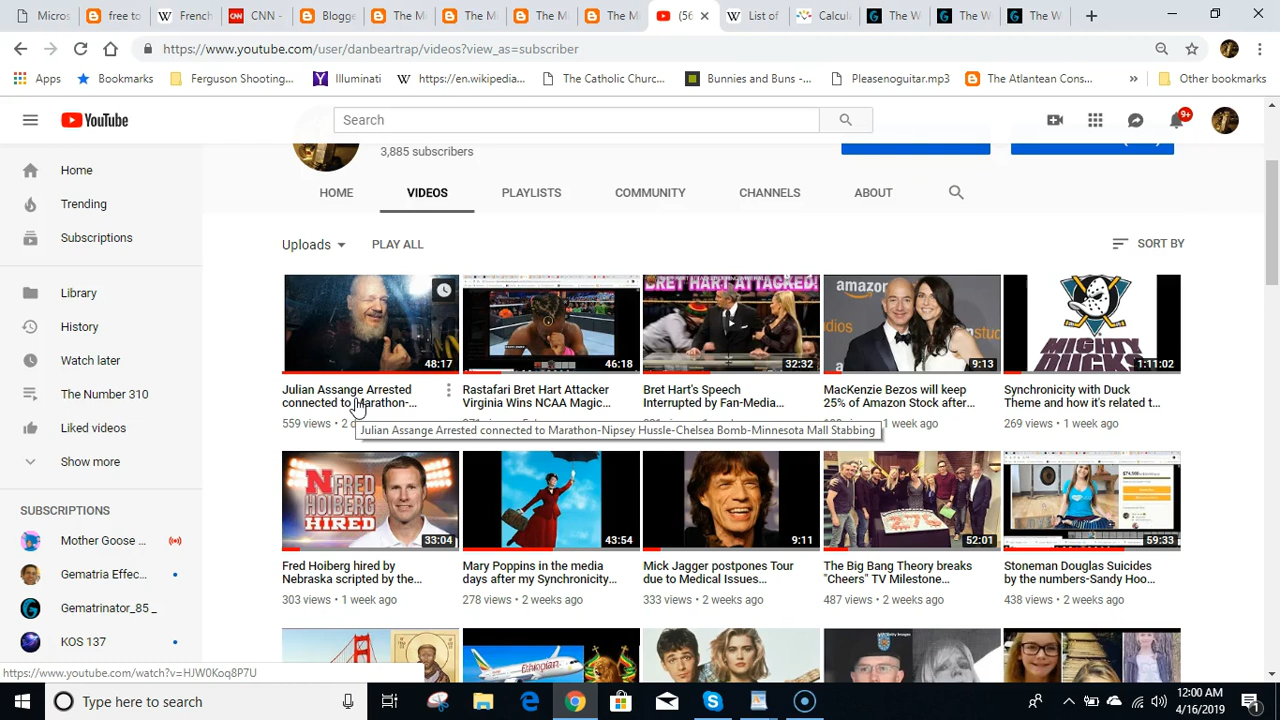 Micros
free to
French
CNN -
Blogge
The M
The M
The M
The M
(56
List of
Calcul
The W
The W
The W
https://www.youtube.com/user/danbeartrap/videos?view_as=subscriber
Apps
Bookmarks
Ferguson Shooting...
Illuminati
https://en.wikipedia...
The Catholic Churc...
Bunnies and Buns -...
Pleasenoguitar.mp3
The Atlantean Cons...
»
Other bookmarks
YouTube
Search
9+
3,885 subscribers
HOME
VIDEOS
PLAYLISTS
COMMUNITY
CHANNELS
ABOUT
Home
Trending
Subscriptions
Library
History
Watch later
The Number 310
Liked videos
Show more
SUBSCRIPTIONS
Mother Goose ...
Gematria Effec...
Gematrinator_85 _
KOS 137
Uploads
PLAY ALL
SORT BY
48:17
46:18
BRET HART ATTACKED!
32:32
amazon
studios
9:13
MIGHTY
DUCKS
1:11:02
Julian Assange Arrested
connected to Marathon-...
559 views
Rastafari Bret Hart Attacker
Virginia Wins NCAA Magic...
Bret Hart's Speech
Interrupted by Fan-Media...
MacKenzie Bezos will keep
25% of Amazon Stock after...
1 week ago
Synchronicity with Duck
Theme and how it's related t...
269 views • 1 week ago
Julian Assange Arrested connected to Marathon-Nipsey Hussle-Chelsea Bomb-Minnesota Mall Stabbing
FRED
HOIBERG
HIRED
33:04
43:54
9:11
52:01
59:33
Fred Hoiberg hired by
Nebraska scripted by the...
303 views • 1 week ago
Mary Poppins in the media
days after my Synchronicity...
278 views • 2 weeks ago
Mick Jagger postpones Tour
due to Medical Issues...
333 views • 2 weeks ago
The Big Bang Theory breaks
"Cheers" TV Milestone...
487 views • 2 weeks ago
Stoneman Douglas Suicides
by the numbers-Sandy Hoo...
438 views • 2 weeks ago
Ethiopian
https://www.youtube.com/watch?v=HJW0Koq8P7U
Type here to search
12:00 AM
4/16/2019